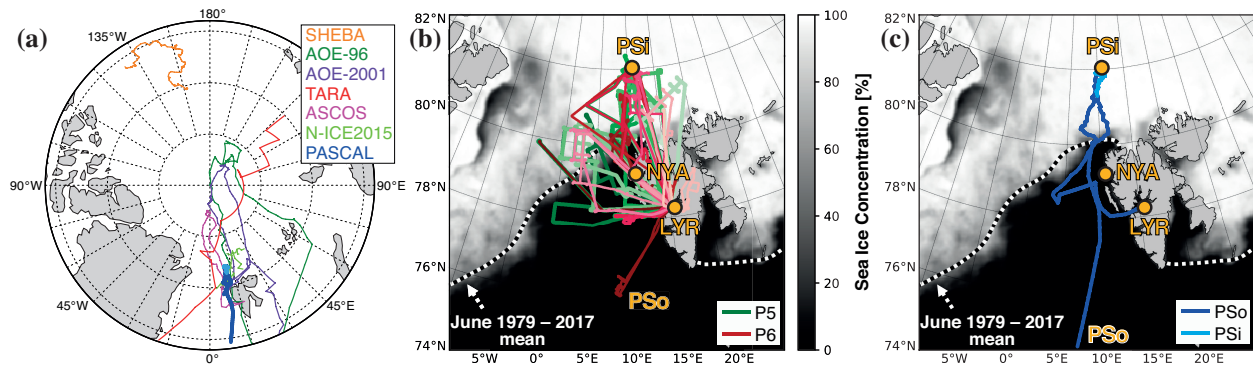 (a)
180°
135°W
90°W
90°E
45°W
45°E
0°
SHEBA
AOE-96
AOE-2001
TARA
ASCOS
N-ICE2015
PASCAL
(b)
82°N
80°N
78°N
76°N
74°N
PSi
NYA
LYR
PSo
June 1979 – 2017
mean
P5
P6
5°W
0°
5°E
10°E
15°E
20°E
100
80
60
40
20
0
Sea Ice Concentration [%]
(c)
82°N
80°N
78°N
76°N
74°N
PSi
NYA
LYR
PSo
June 1979 – 2017
mean
PSo
PSi
5°W
0°
5°E
10°E
15°E
20°E